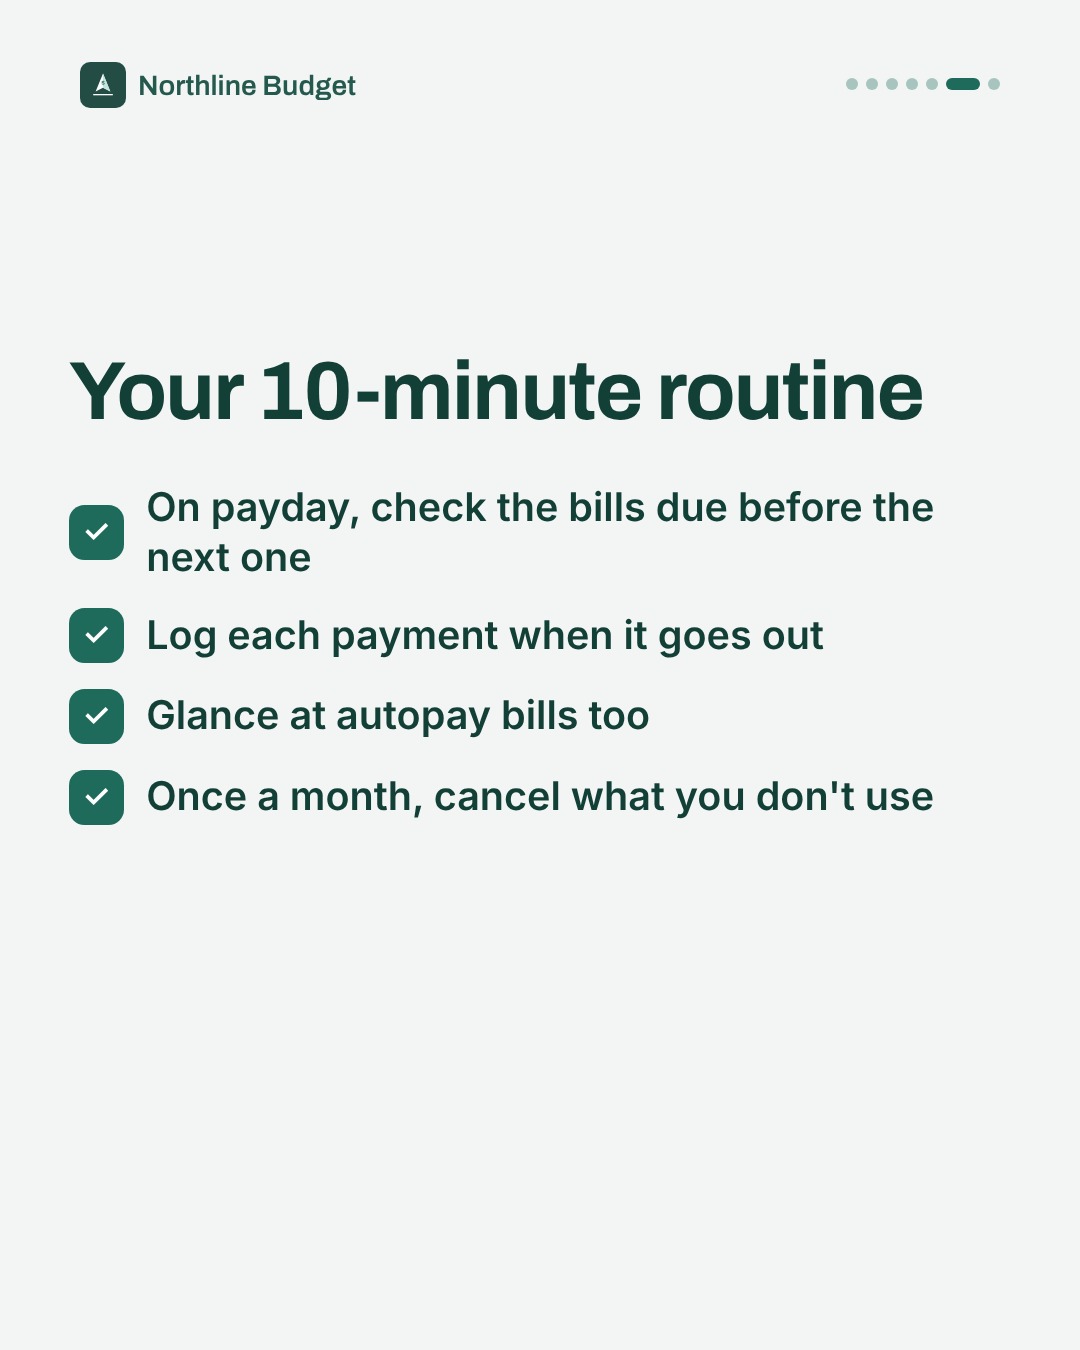 Northline Budget
Your 10-minute routine
On payday, check the bills due before the
next one
Log each payment when it goes out
Glance at autopay bills too
Once a month, cancel what you don't use